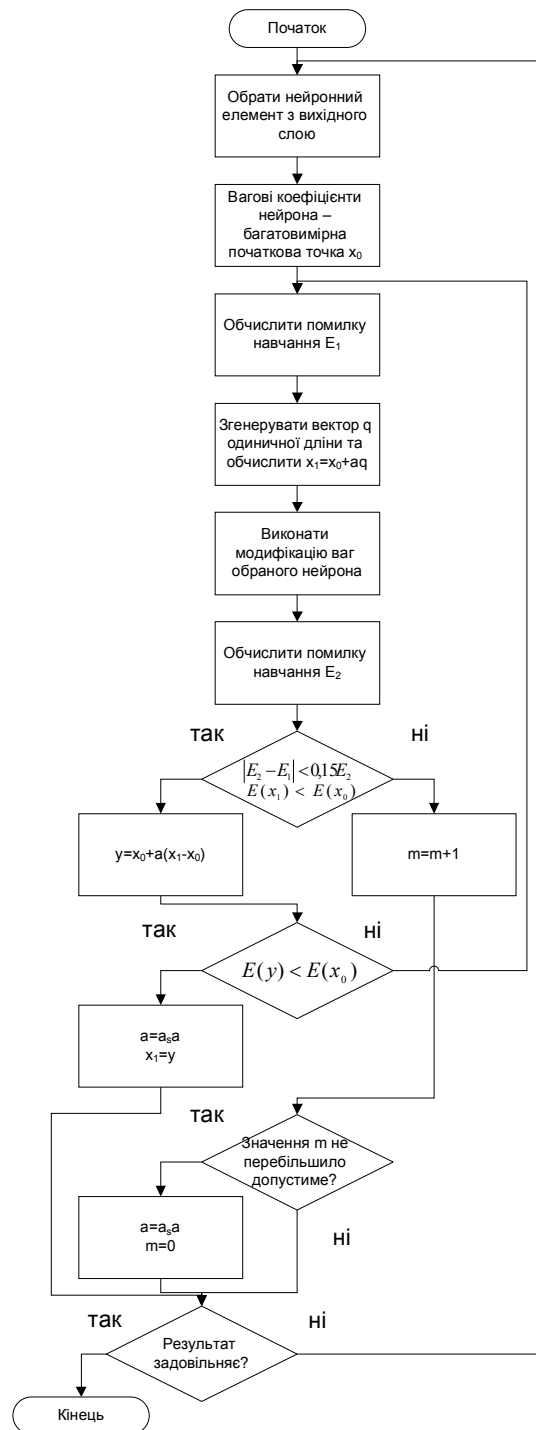 Початок
Обрати нейронний
елемент з вихідного
слою
Вагові коефіцієнти
нейрона –
багатовимірна
початкова точка x₀
Обчислити помилку
навчання E₁
Згенерувати вектор q
одиничної дліни та
обчислити x₁=x₀+aq
Виконати
модифікацію ваг
обраного нейрона
Обчислити помилку
навчання E₂
так
ні
|E₂ − E₁| < 0,15E₂
E(x₁) < E(x₀)
y=x₀+a(x₁-x₀)
m=m+1
так
ні
E(y) < E(x₀)
a=aₛa
x₁=y
так
Значення m не
перебільшило
допустиме?
a=aₛa
m=0
ні
так
ні
Результат
задовільняє?
Кінець